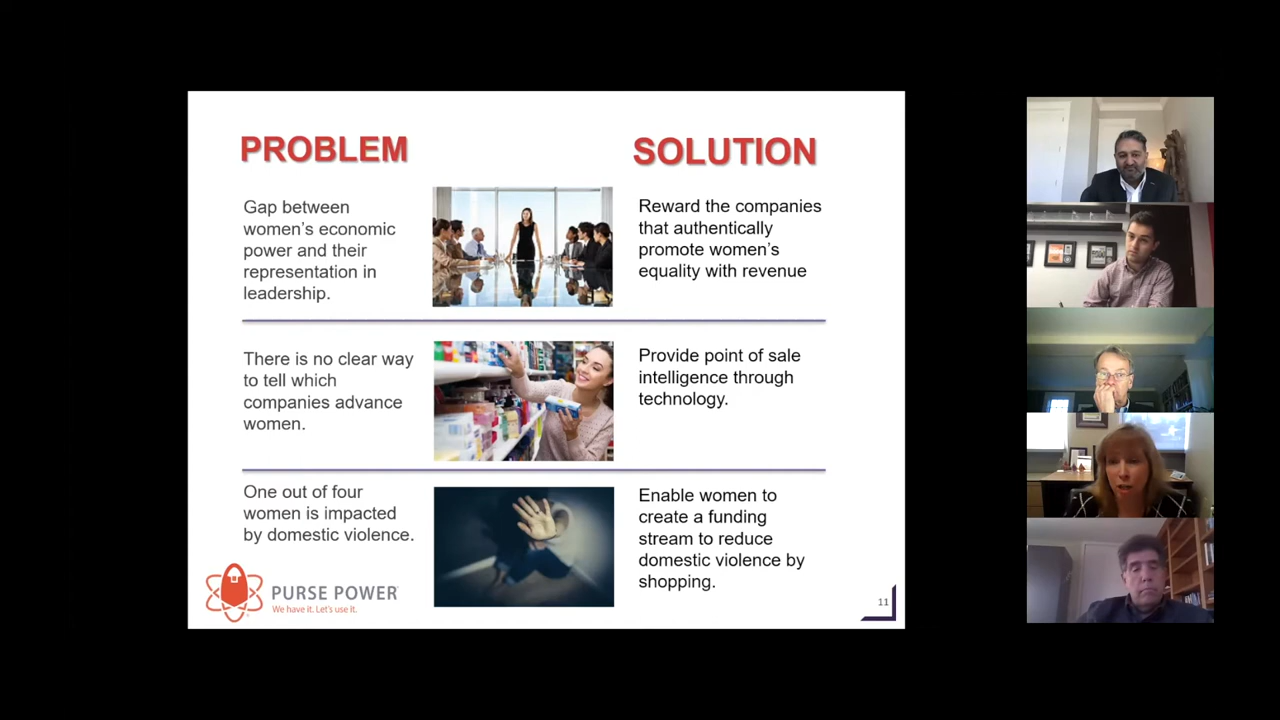 PROBLEM
SOLUTION
Gap between
women's economic
power and their
representation in
leadership.
Reward the companies
that authentically
promote women's
equality with revenue
There is no clear way
to tell which
companies advance
women.
Provide point of sale
intelligence through
technology.
One out of four
women is impacted
by domestic violence.
Enable women to
create a funding
stream to reduce
domestic violence by
shopping.
PURSE POWER
We have it. Let's use it.
11